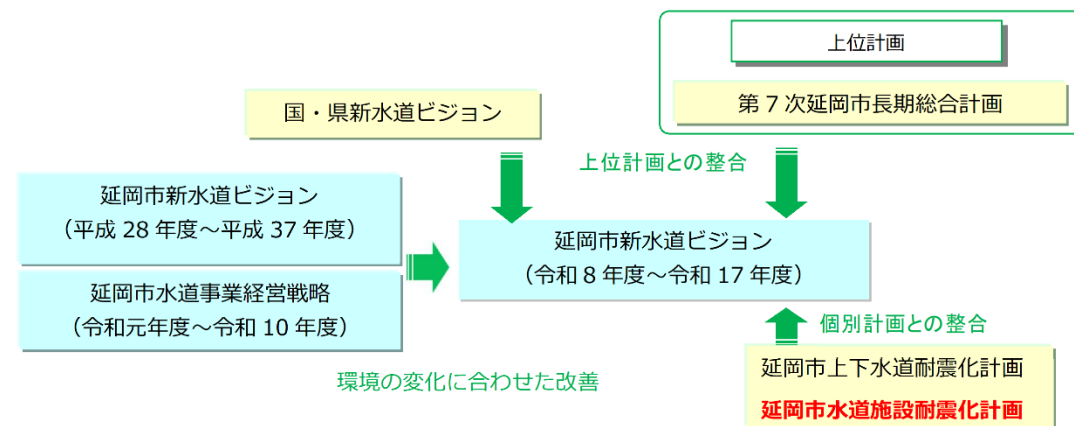 上位計画
第7次延岡市長期総合計画
国・県新水道ビジョン
上位計画との整合
延岡市新水道ビジョン
（平成 28 年度～平成 37 年度）
延岡市水道事業経営戦略
（令和元年度～令和 10 年度）
延岡市新水道ビジョン
（令和 8 年度～令和 17 年度）
個別計画との整合
環境の変化に合わせた改善
延岡市上下水道耐震化計画
延岡市水道施設耐震化計画